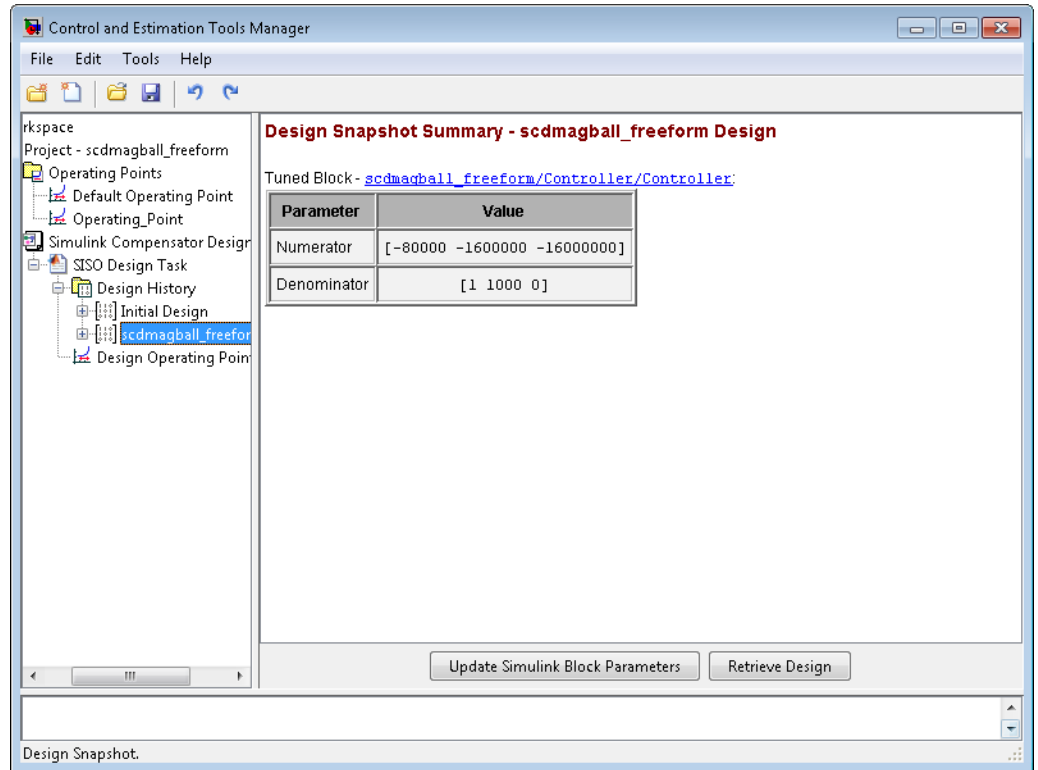 Control and Estimation Tools Manager
File Edit Tools Help
rkspace
Project - scdmagball_freeform
Operating Points
Default Operating Point
Operating_Point
Simulink Compensator Design
SISO Design Task
Design History
Initial Design
scdmagball_freefor
Design Operating Poin
Design Snapshot Summary - scdmagball_freeform Design
Tuned Block - scdmagball_freeform/Controller/Controller:
Parameter Value
Numerator [-80000 -1600000 -16000000]
Denominator [1 1000 0]
Update Simulink Block Parameters Retrieve Design
Design Snapshot.